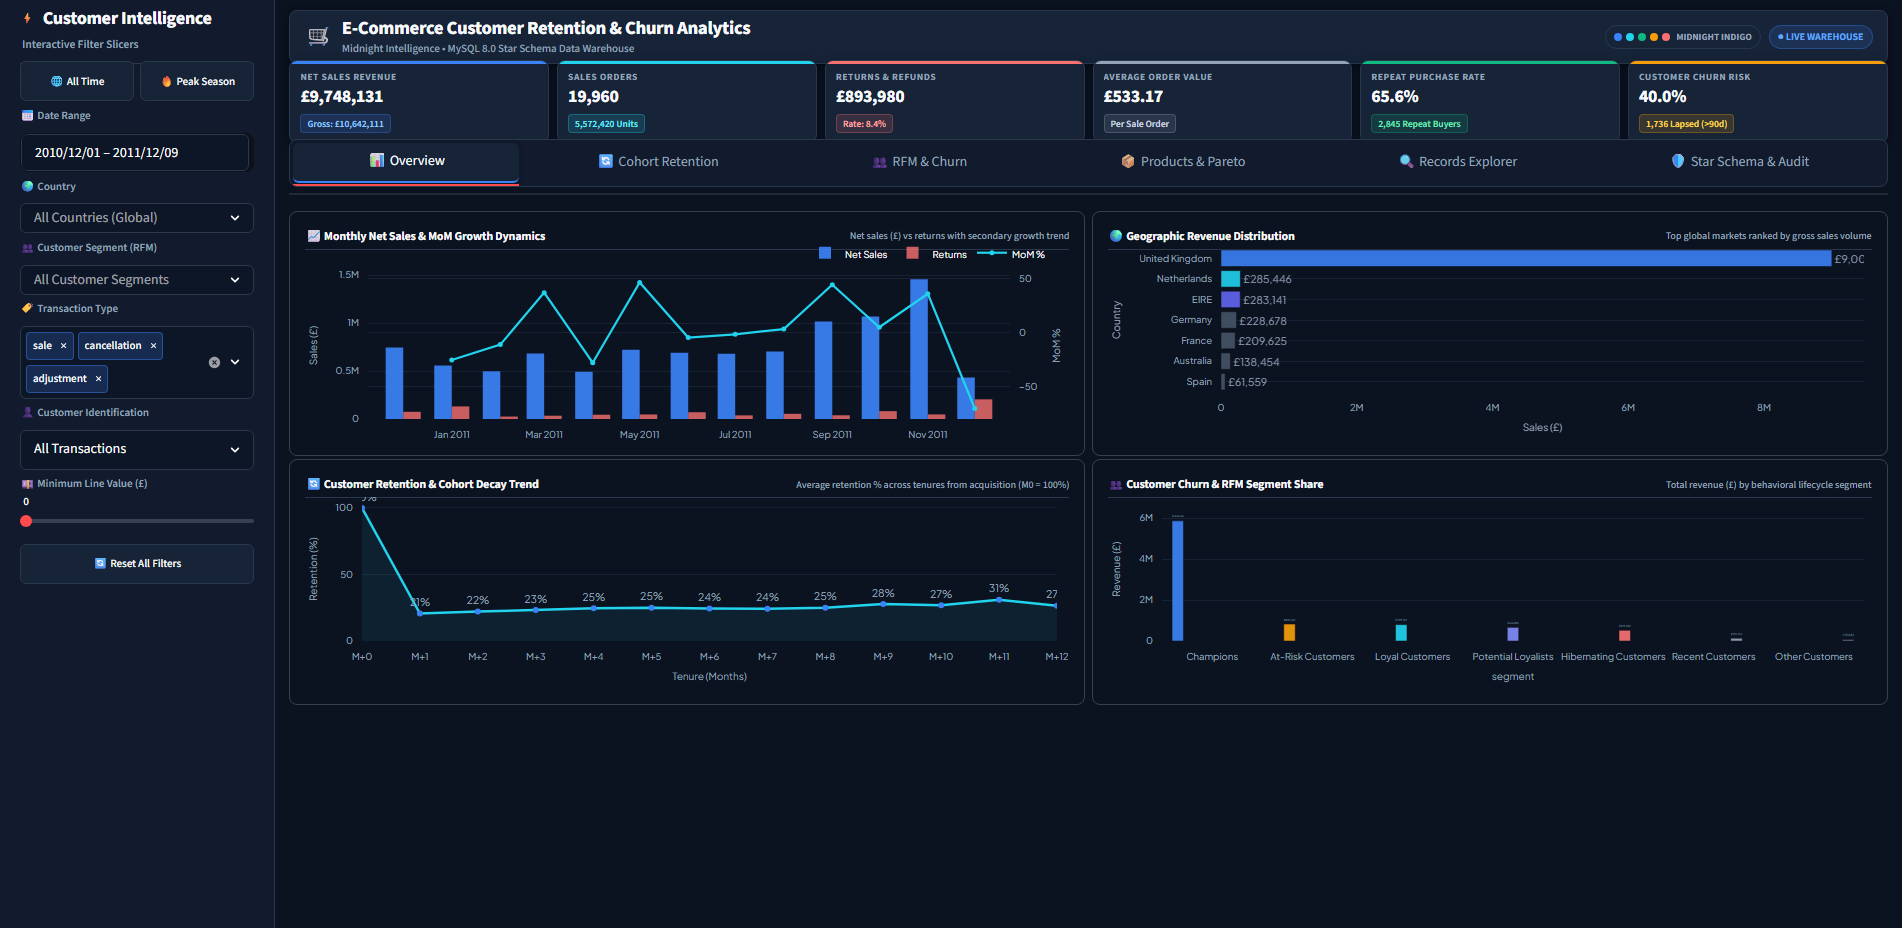 Customer Intelligence
Interactive Filter Slicers
All Time
Peak Season
Date Range
2010/12/01 – 2011/12/09
Country
All Countries (Global)
Customer Segment (RFM)
All Customer Segments
Transaction Type
sale ×
cancellation ×
adjustment ×
Customer Identification
All Transactions
Minimum Line Value (£)
0
Reset All Filters
E-Commerce Customer Retention & Churn Analytics
Midnight Intelligence • MySQL 8.0 Star Schema Data Warehouse
MIDNIGHT INDIGO
LIVE WAREHOUSE
NET SALES REVENUE
£9,748,131
Gross: £10,642,111
SALES ORDERS
19,960
5,572,420 Units
RETURNS & REFUNDS
£893,980
Rate: 8.4%
AVERAGE ORDER VALUE
£533.17
Per Sale Order
REPEAT PURCHASE RATE
65.6%
2,845 Repeat Buyers
CUSTOMER CHURN RISK
40.0%
1,736 Lapsed (>90d)
Overview
Cohort Retention
RFM & Churn
Products & Pareto
Records Explorer
Star Schema & Audit
Monthly Net Sales & MoM Growth Dynamics
Net sales (£) vs returns with secondary growth trend
Net Sales
Returns
MoM %
1.5M
1M
0.5M
0
Sales (£)
50
0
−50
MoM %
Jan 2011
Mar 2011
May 2011
Jul 2011
Sep 2011
Nov 2011
Geographic Revenue Distribution
Top global markets ranked by gross sales volume
Country
United Kingdom £9,00
Netherlands £285,446
EIRE £283,141
Germany £228,678
France £209,625
Australia £138,454
Spain £61,559
0
2M
4M
6M
8M
Sales (£)
Customer Retention & Cohort Decay Trend
Average retention % across tenures from acquisition (M0 = 100%)
100
50
0
Retention (%)
21%
22%
23%
25%
25%
24%
24%
25%
28%
27%
31%
27
M+0
M+1
M+2
M+3
M+4
M+5
M+6
M+7
M+8
M+9
M+10
M+11
M+12
Tenure (Months)
Customer Churn & RFM Segment Share
Total revenue (£) by behavioral lifecycle segment
6M
4M
2M
0
Revenue (£)
Champions
At-Risk Customers
Loyal Customers
Potential Loyalists
Hibernating Customers
Recent Customers
Other Customers
segment